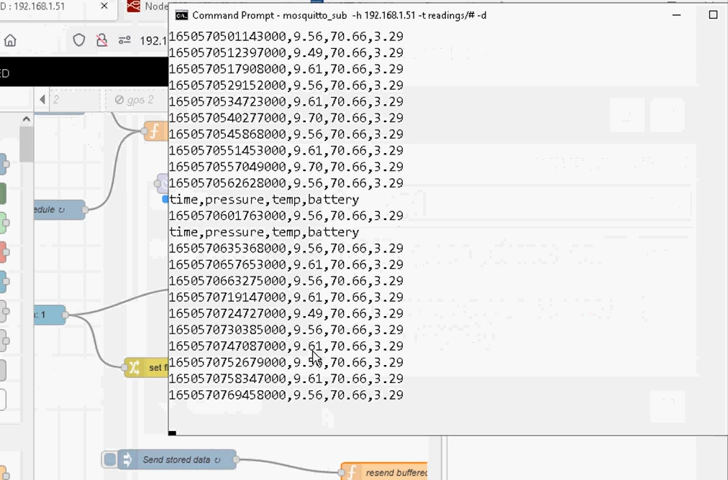 DL: 192.168.1.51
Node
Command Prompt - mosquitto_sub -h 192.168.1.51 -t readings/# -d
192.1
ED
2
gps 2
1650570501143000,9.56,70.66,3.29
1650570512397000,9.49,70.66,3.29
1650570517908000,9.61,70.66,3.29
1650570529152000,9.56,70.66,3.29
1650570534723000,9.61,70.66,3.29
1650570540277000,9.70,70.66,3.29
1650570545868000,9.56,70.66,3.29
1650570551453000,9.61,70.66,3.29
1650570557049000,9.70,70.66,3.29
1650570562628000,9.56,70.66,3.29
time,pressure,temp,battery
1650570601763000,9.56,70.66,3.29
time,pressure,temp,battery
1650570635368000,9.56,70.66,3.29
1650570657653000,9.61,70.66,3.29
1650570663275000,9.56,70.66,3.29
1650570719147000,9.61,70.66,3.29
1650570724727000,9.49,70.66,3.29
1650570730385000,9.56,70.66,3.29
1650570747087000,9.61,70.66,3.29
1650570752679000,9.56,70.66,3.29
1650570758347000,9.61,70.66,3.29
1650570769458000,9.56,70.66,3.29
f
edule ↻
: 1
set f
Send stored data ↻
f
resend buffered